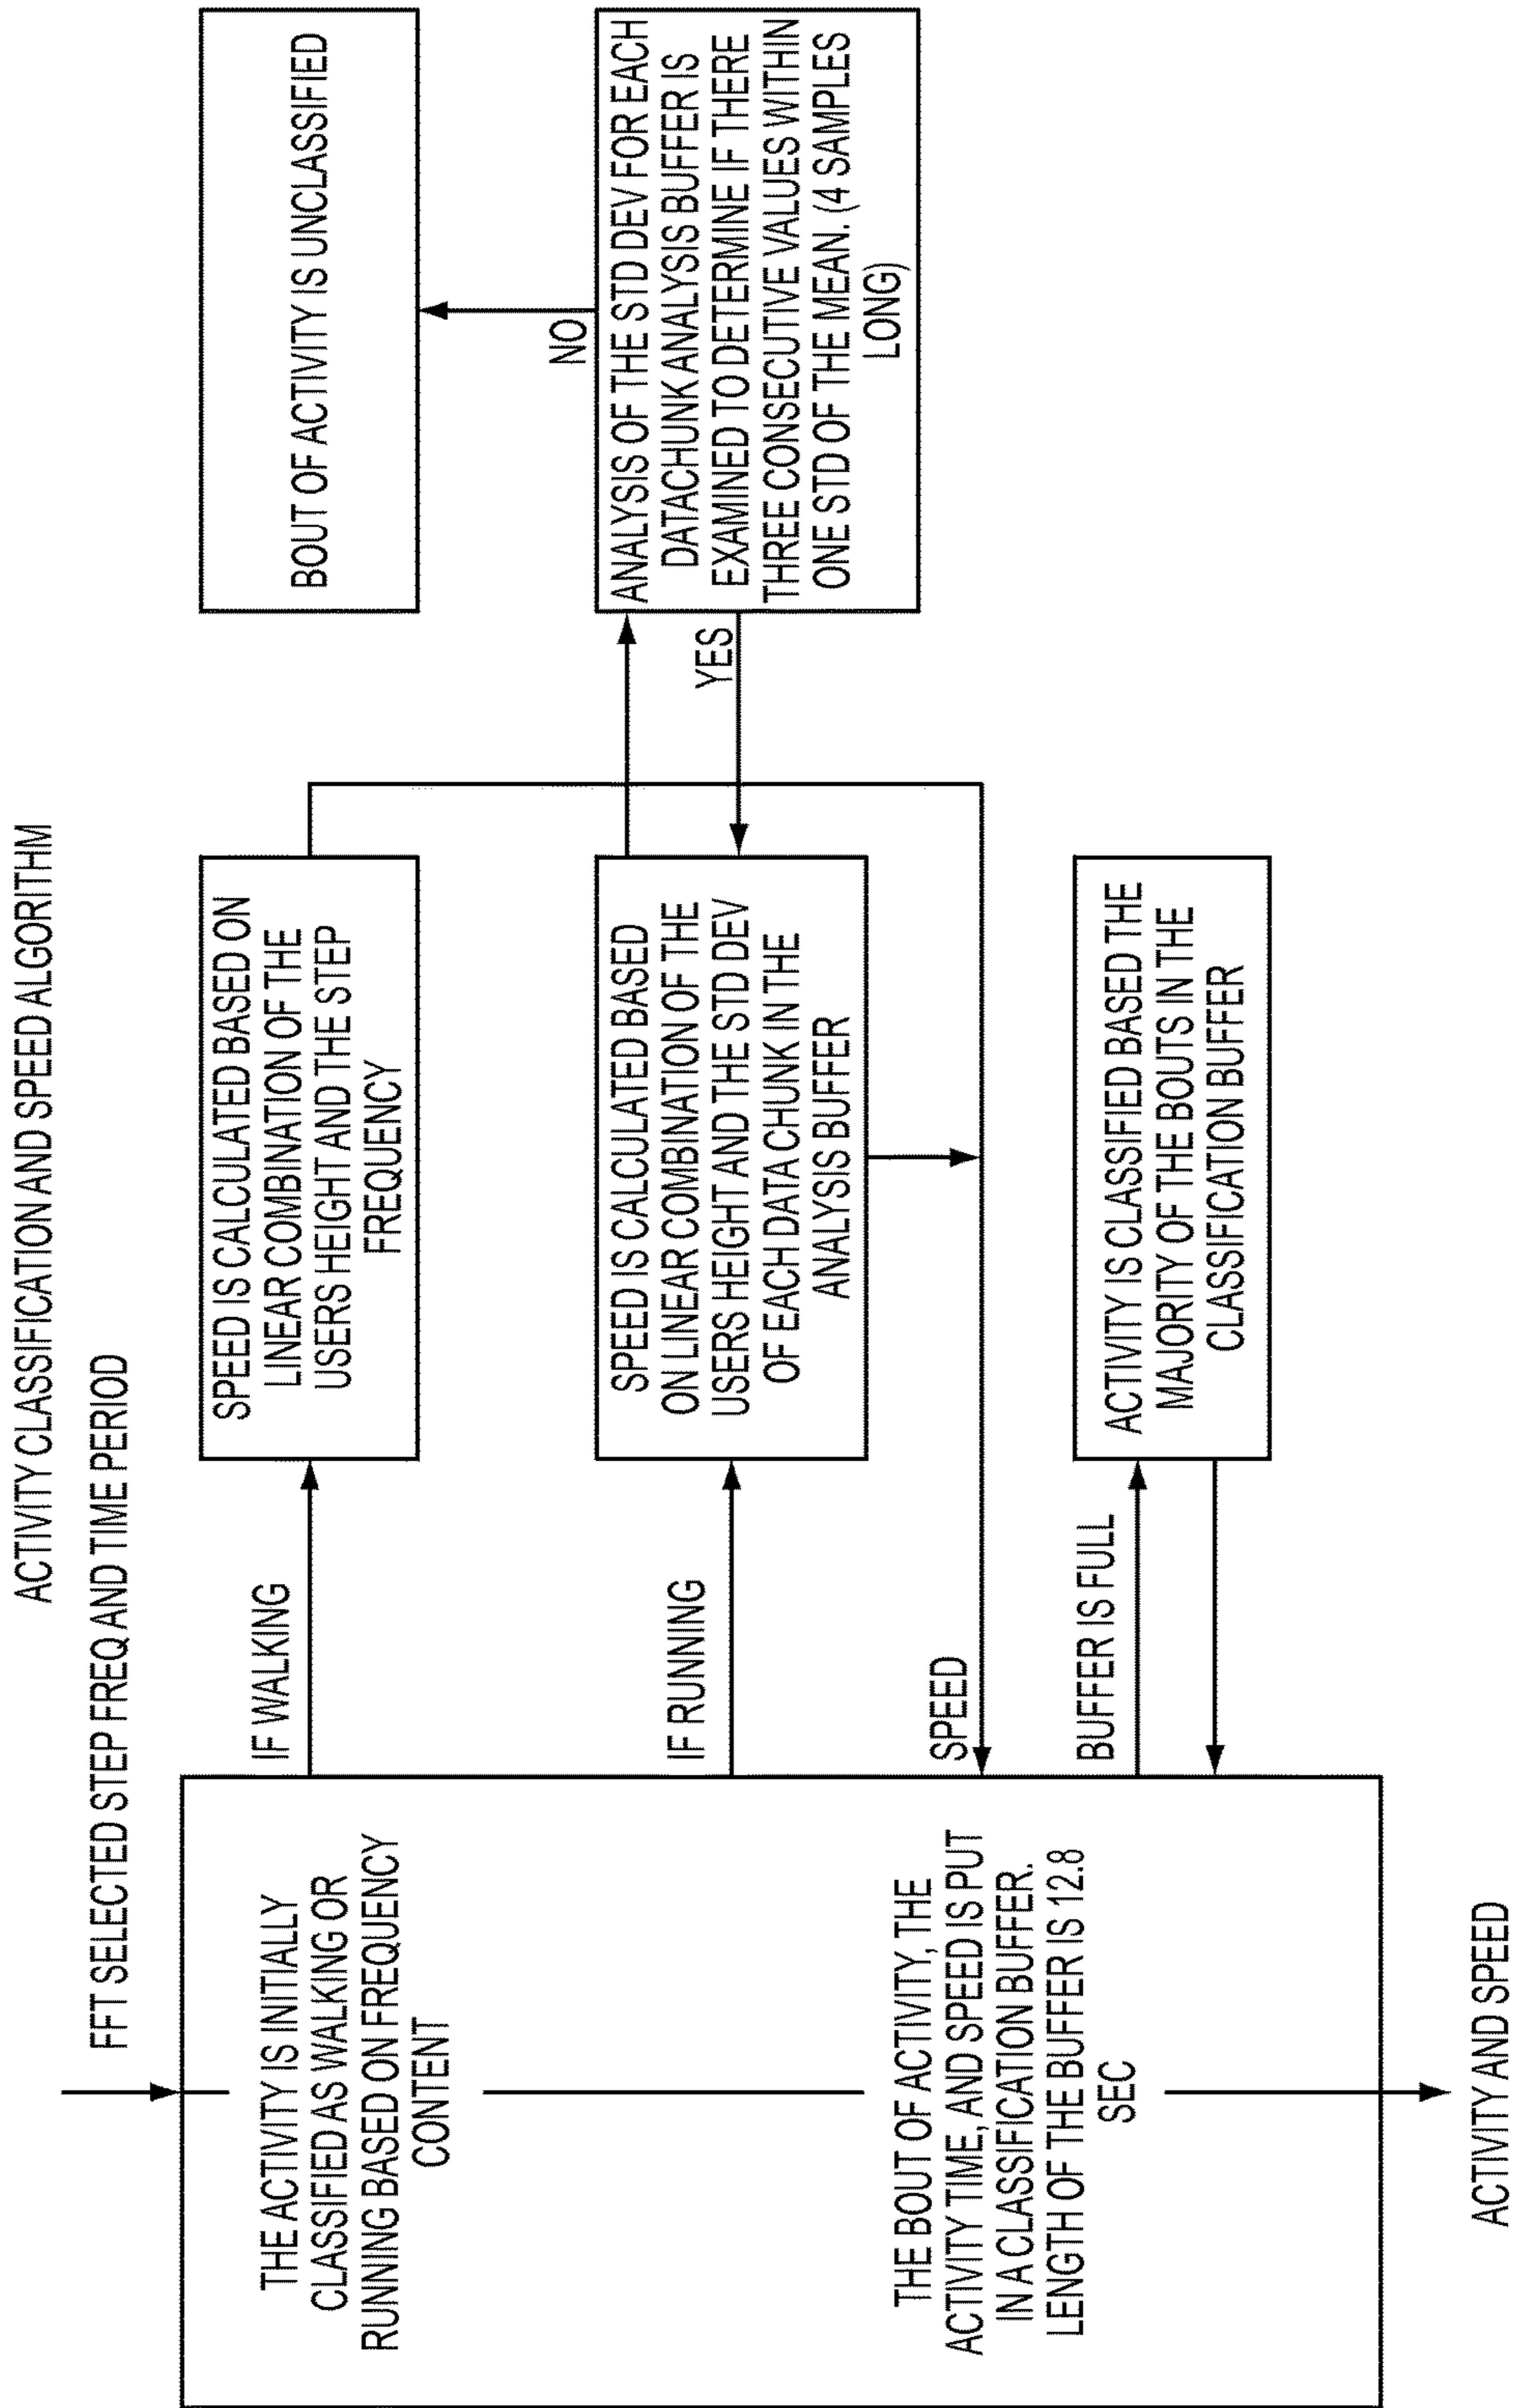 ACTIVITY CLASSIFICATION AND SPEED ALGORITHM
FFT SELECTED STEP FREQ AND TIME PERIOD
THE ACTIVITY IS INITIALLY
CLASSIFIED AS WALKING OR
RUNNING BASED ON FREQUENCY
CONTENT
IF WALKING
SPEED IS CALCULATED BASED ON
LINEAR COMBINATION OF THE
USERS HEIGHT AND THE STEP
FREQUENCY
BOUT OF ACTIVITY IS UNCLASSIFIED
NO
IF RUNNING
SPEED IS CALCULATED BASED
ON LINEAR COMBINATION OF THE
USERS HEIGHT AND THE STD DEV
OF EACH DATA CHUNK IN THE
ANALYSIS BUFFER
YES
ANALYSIS OF THE STD DEV FOR EACH
DATACHUNK ANALYSIS BUFFER IS
EXAMINED TO DETERMINE IF THERE
THREE CONSECUTIVE VALUES WITHIN
ONE STD OF THE MEAN. (4 SAMPLES
LONG)
SPEED
THE BOUT OF ACTIVITY, THE
ACTIVITY TIME, AND SPEED IS PUT
IN A CLASSIFICATION BUFFER.
LENGTH OF THE BUFFER IS 12.8
SEC
BUFFER IS FULL
ACTIVITY IS CLASSIFIED BASED THE
MAJORITY OF THE BOUTS IN THE
CLASSIFICATION BUFFER
ACTIVITY AND SPEED